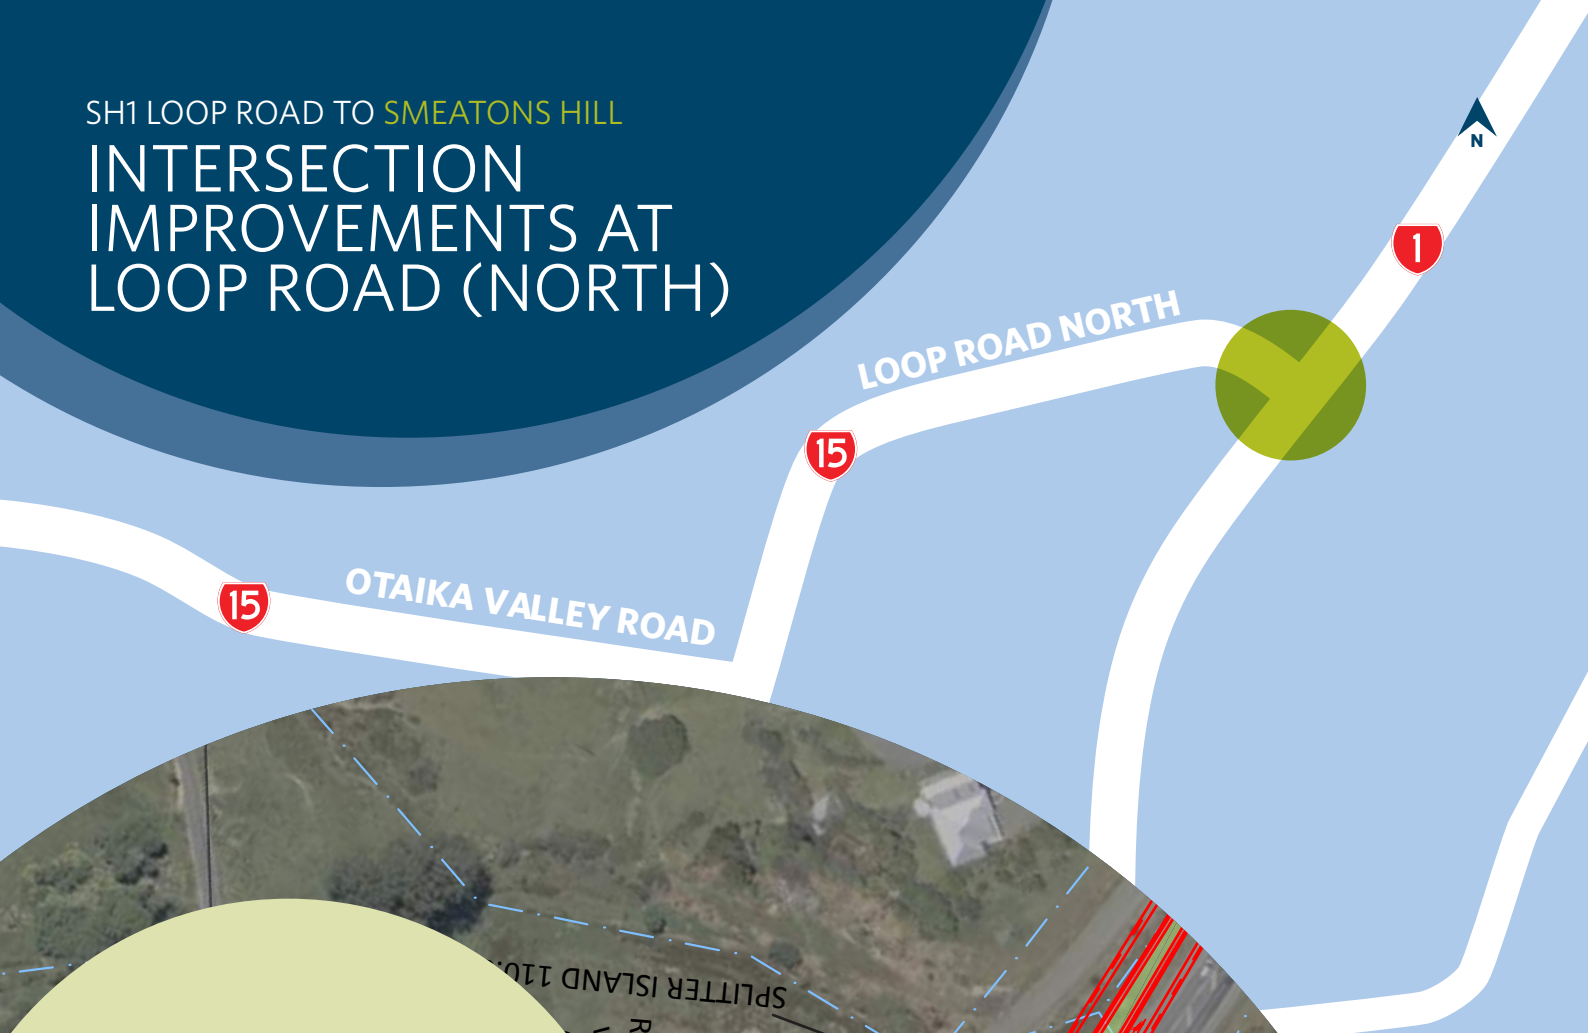 SH1 LOOP ROAD TO SMEATONS HILL
INTERSECTION
IMPROVEMENTS AT
LOOP ROAD (NORTH)
N
1
LOOP ROAD NORTH
15
15
OTAIKA VALLEY ROAD
SPLITTER ISLAND